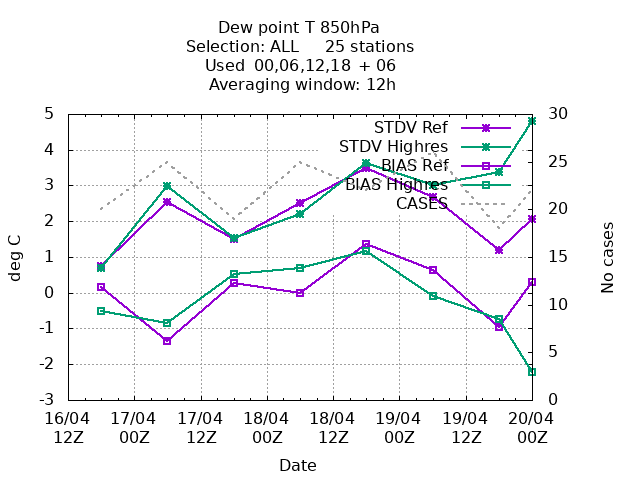 Dew point T 850hPa
Selection: ALL     25 stations
Used  00,06,12,18  + 06
Averaging window: 12h
5
4
3
2
1
0
-1
-2
-3
deg C
30
25
20
15
10
5
0
No cases
STDV Ref
STDV Highres
BIAS Ref
BIAS Highres
CASES
16/04 17/04 17/04 18/04 18/04 19/04 19/04 20/04
12Z 00Z 12Z 00Z 12Z 00Z 12Z 00Z
Date